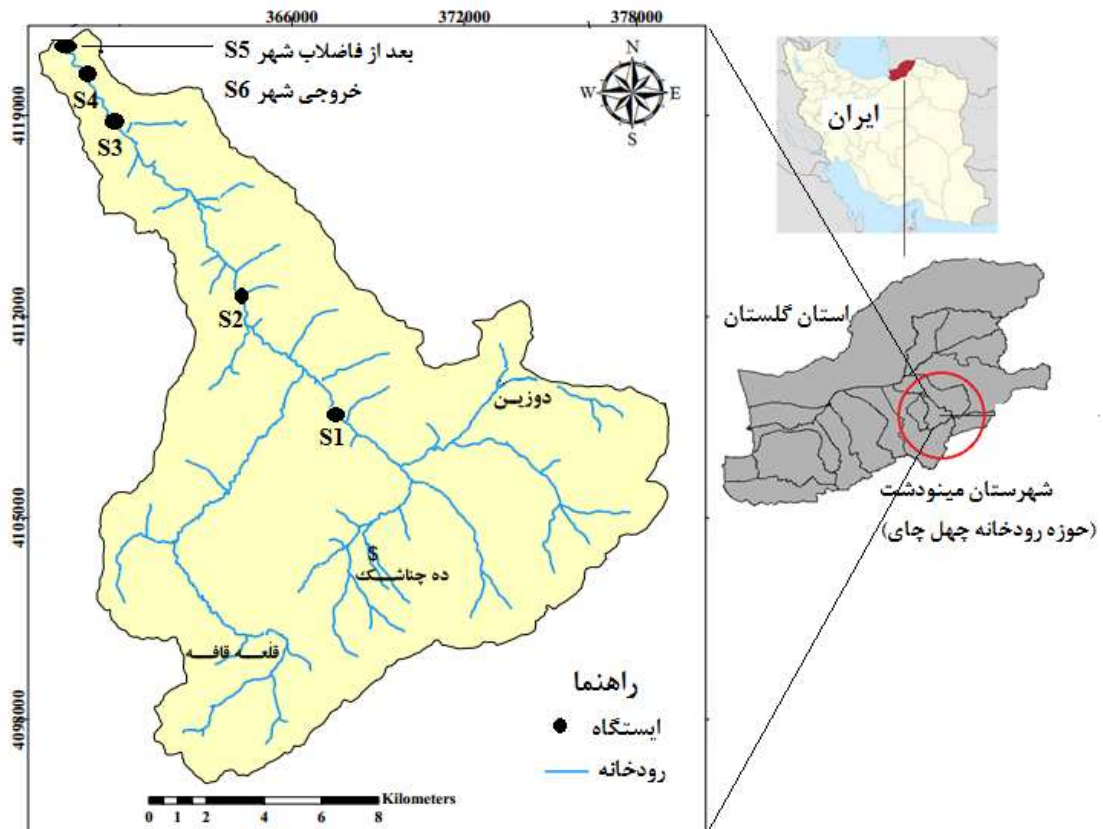 366000
372000
378000
S5 بعد از فاضلاب شهر
S6 خروجی شهر
N
W
E
S
S4
S3
S2
S1
4119000
4112000
4105000
4098000
دوزین
$
ده چناشک
قلعه قافه
راهنما
ایستگاه
رودخانه
Kilometers
0 1 2 4 6 8
ایران
استان گلستان
شهرستان مینودشت
(حوزه رودخانه چهل چای)